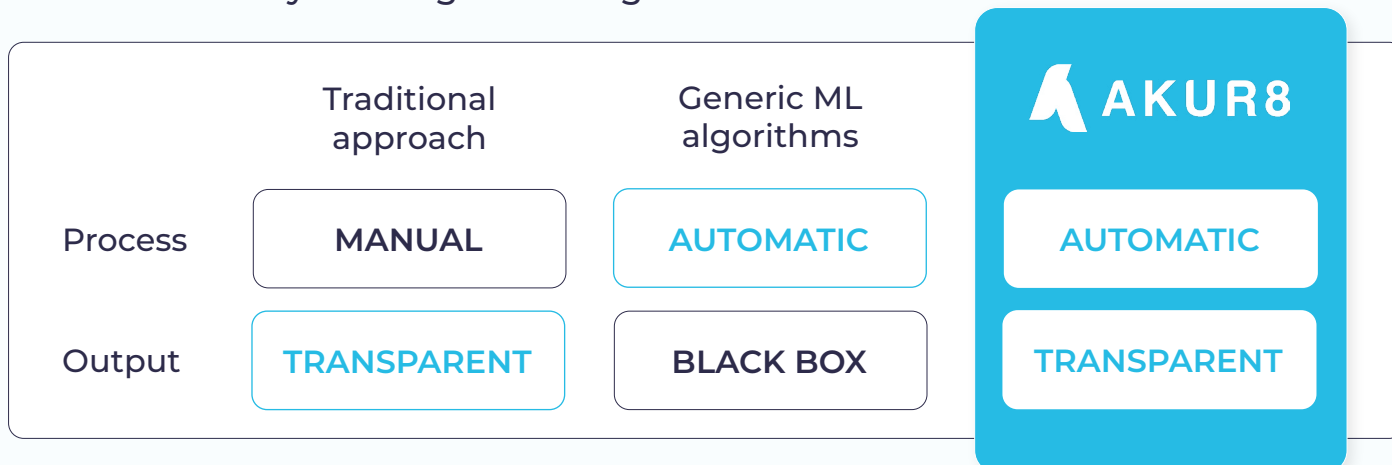 Traditional
approach
Generic ML
algorithms
AKUR8
Process
MANUAL
AUTOMATIC
AUTOMATIC
Output
TRANSPARENT
BLACK BOX
TRANSPARENT